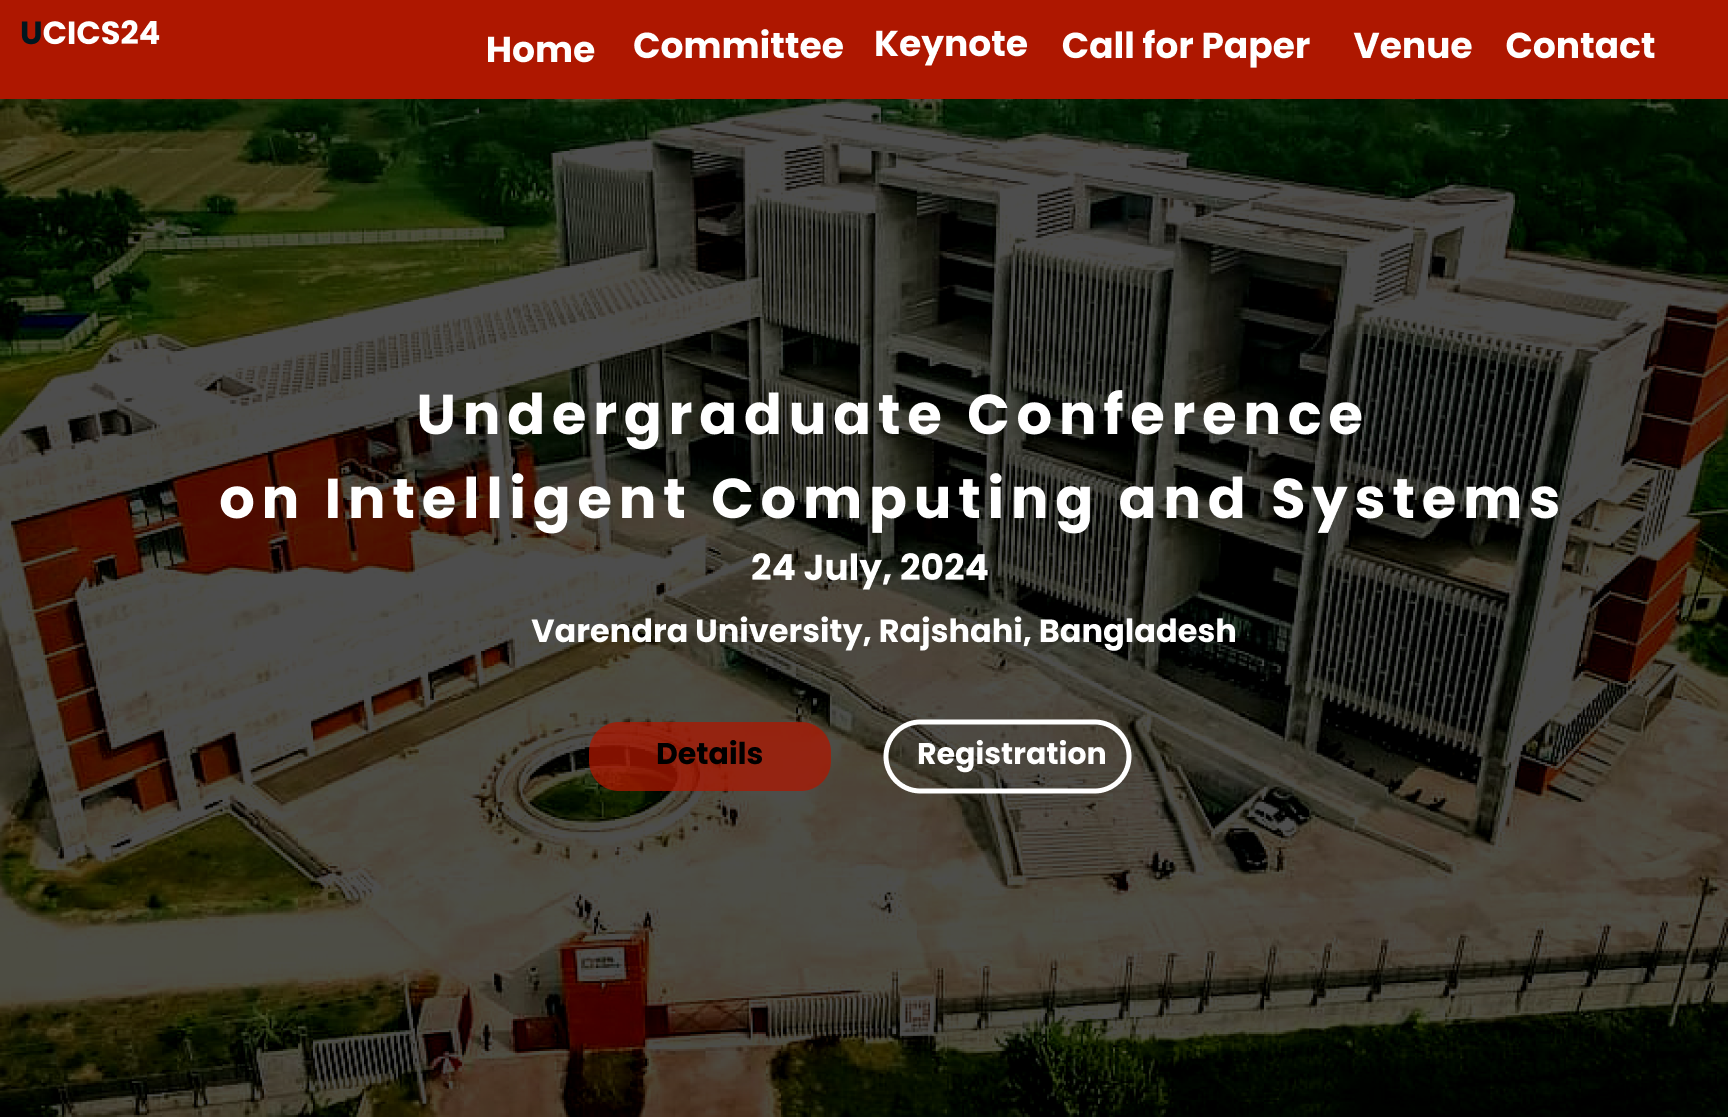 UCICS24
Home Committee Keynote Call for Paper Venue Contact
Undergraduate Conference
on Intelligent Computing and Systems
24 July, 2024
Varendra University, Rajshahi, Bangladesh
Details Registration